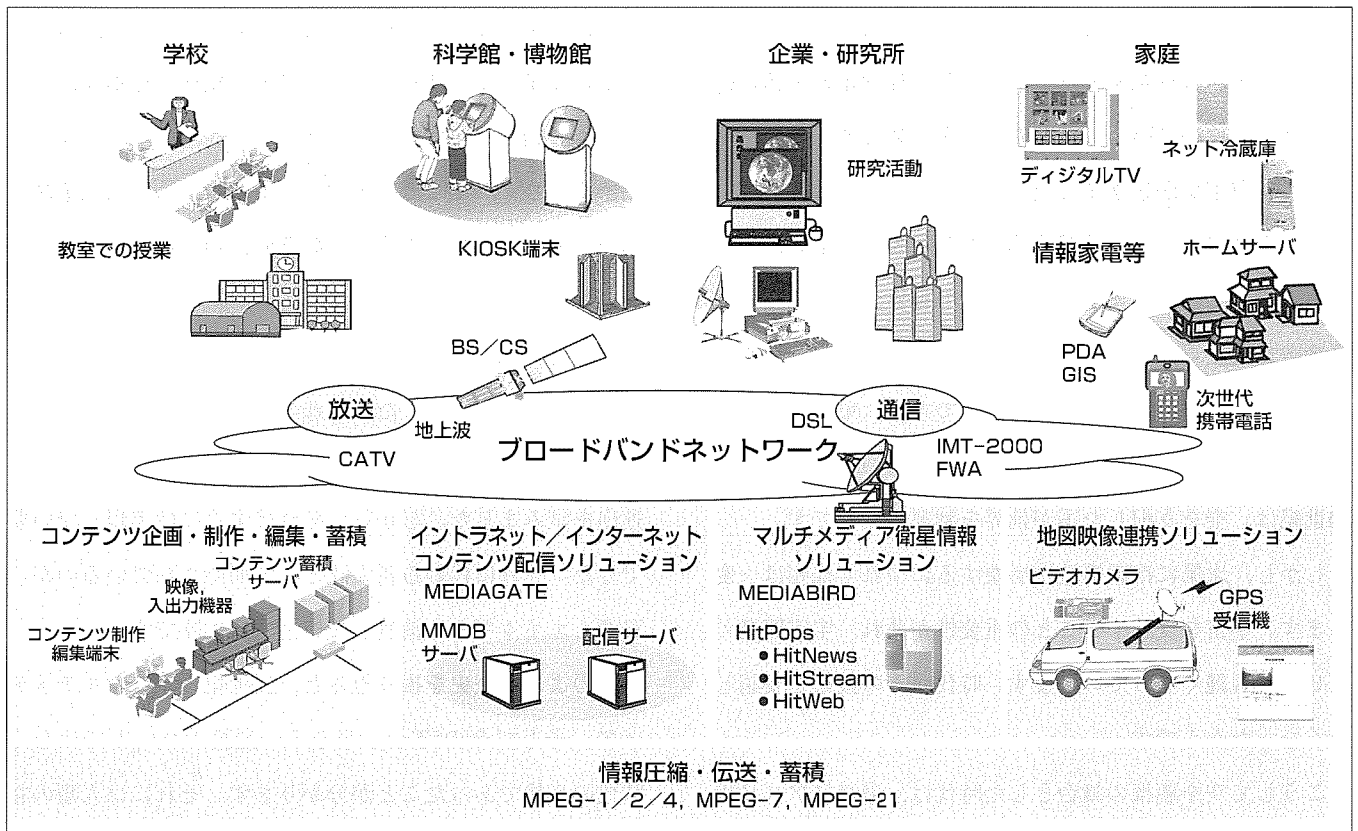 学校
科学館・博物館
企業・研究所
家庭
教室での授業
KIOSK端末
研究活動
ディジタルTV
ネット冷蔵庫
ホームサーバ
情報家電等
PDA
GIS
次世代
携帯電話
BS／CS
放送
地上波
CATV
ブロードバンドネットワーク
DSL
通信
IMT-2000
FWA
コンテンツ企画・制作・編集・蓄積
コンテンツ蓄積
サーバ
映像,
入出力機器
コンテンツ制作
編集端末
イントラネット／インターネット
コンテンツ配信ソリューション
MEDIAGATE
MMDB
サーバ
配信サーバ
マルチメディア衛星情報
ソリューション
MEDIABIRD
HitPops
●HitNews
●HitStream
●HitWeb
地図映像連携ソリューション
ビデオカメラ
GPS
受信機
情報圧縮・伝送・蓄積
MPEG-1／2／4, MPEG-7, MPEG-21